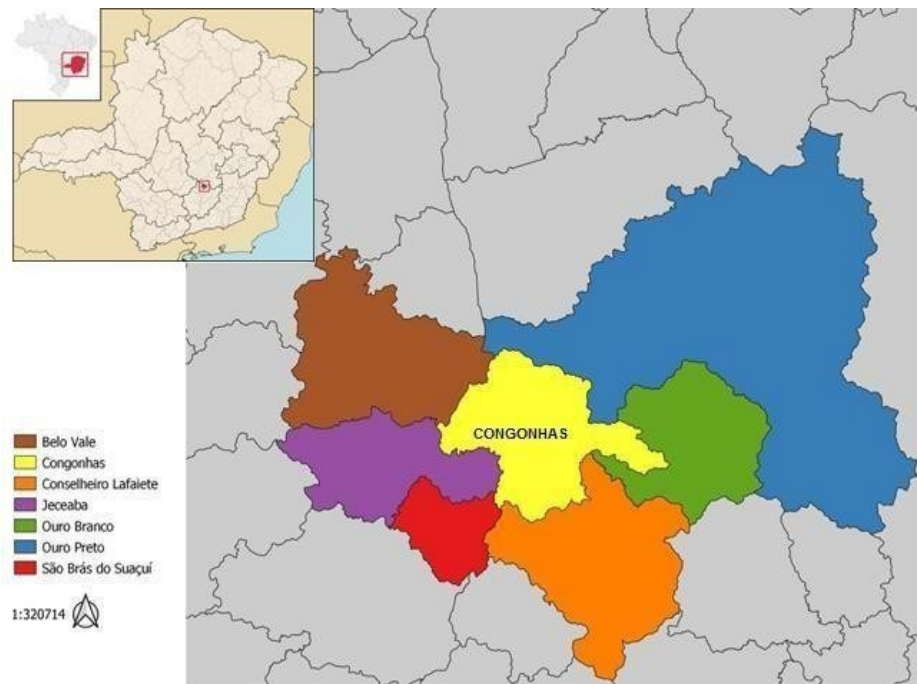 CONGONHAS
Belo Vale
Congonhas
Conselheiro Lafaiete
Jeceaba
Ouro Branco
Ouro Preto
São Brás do Suaçuí
1:320714